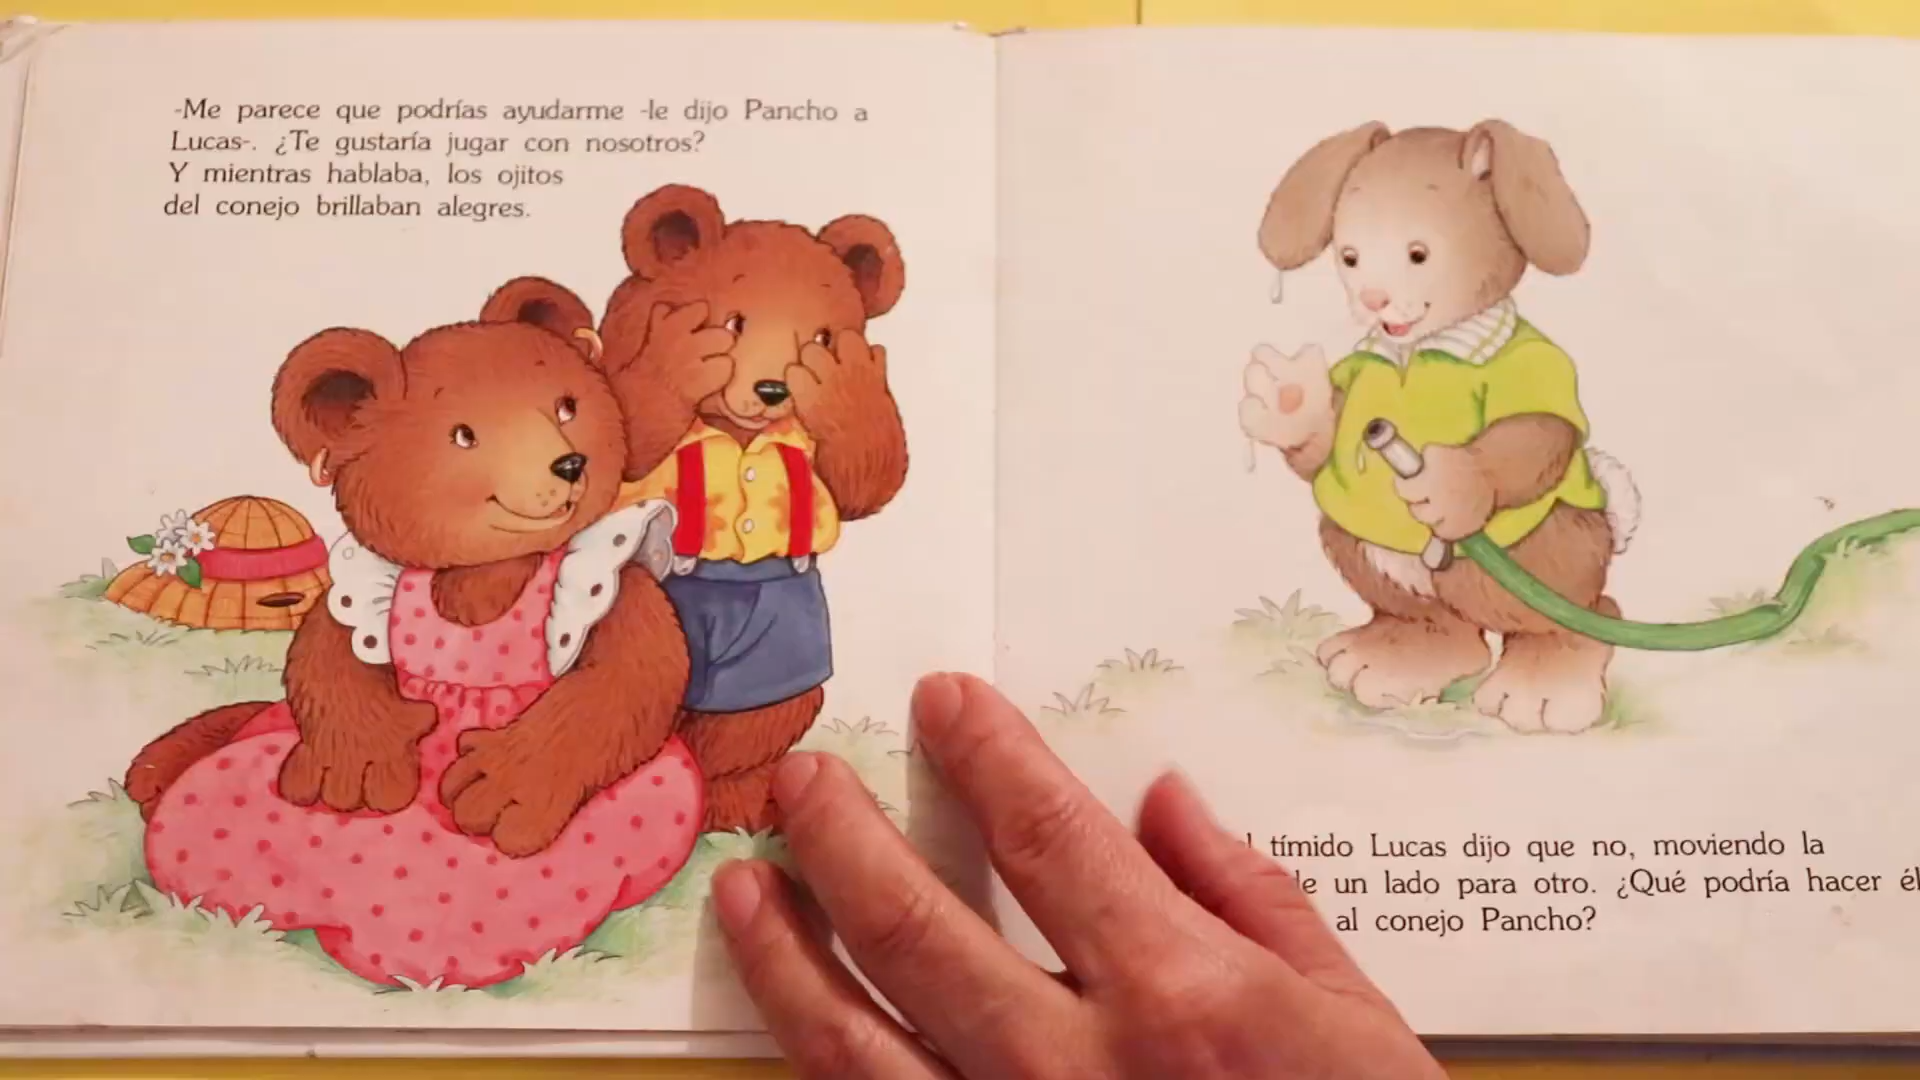 -Me parece que podrías ayudarme -le dijo Pancho a
Lucas-. ¿Te gustaría jugar con nosotros?
Y mientras hablaba, los ojitos
del conejo brillaban alegres.
tímido Lucas dijo que no, moviendo la
un lado para otro. ¿Qué podría hacer él
al conejo Pancho?